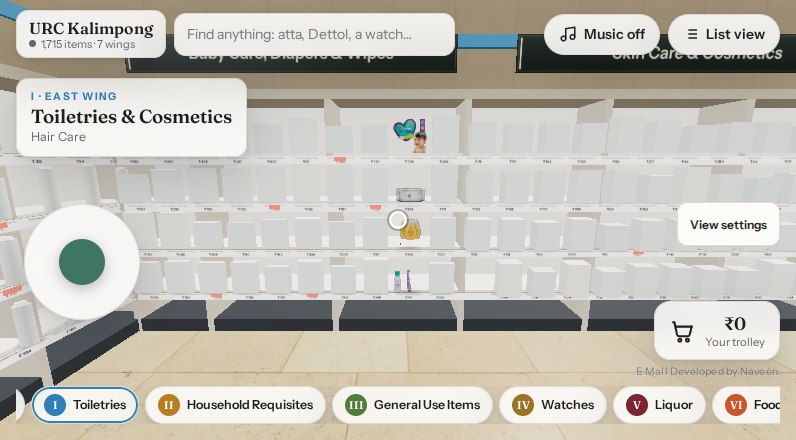 URC Kalimpong
1,715 items · 7 wings
Find anything: atta, Dettol, a watch...
Music off
List view
Baby Care, Diapers & Wipes
Skin Care & Cosmetics
I · EAST WING
Toiletries & Cosmetics
Hair Care
View settings
₹0
Your trolley
E Mall Developed by Naveen.
I Toiletries
II Household Requisites
III General Use Items
IV Watches
V Liquor
VI Food